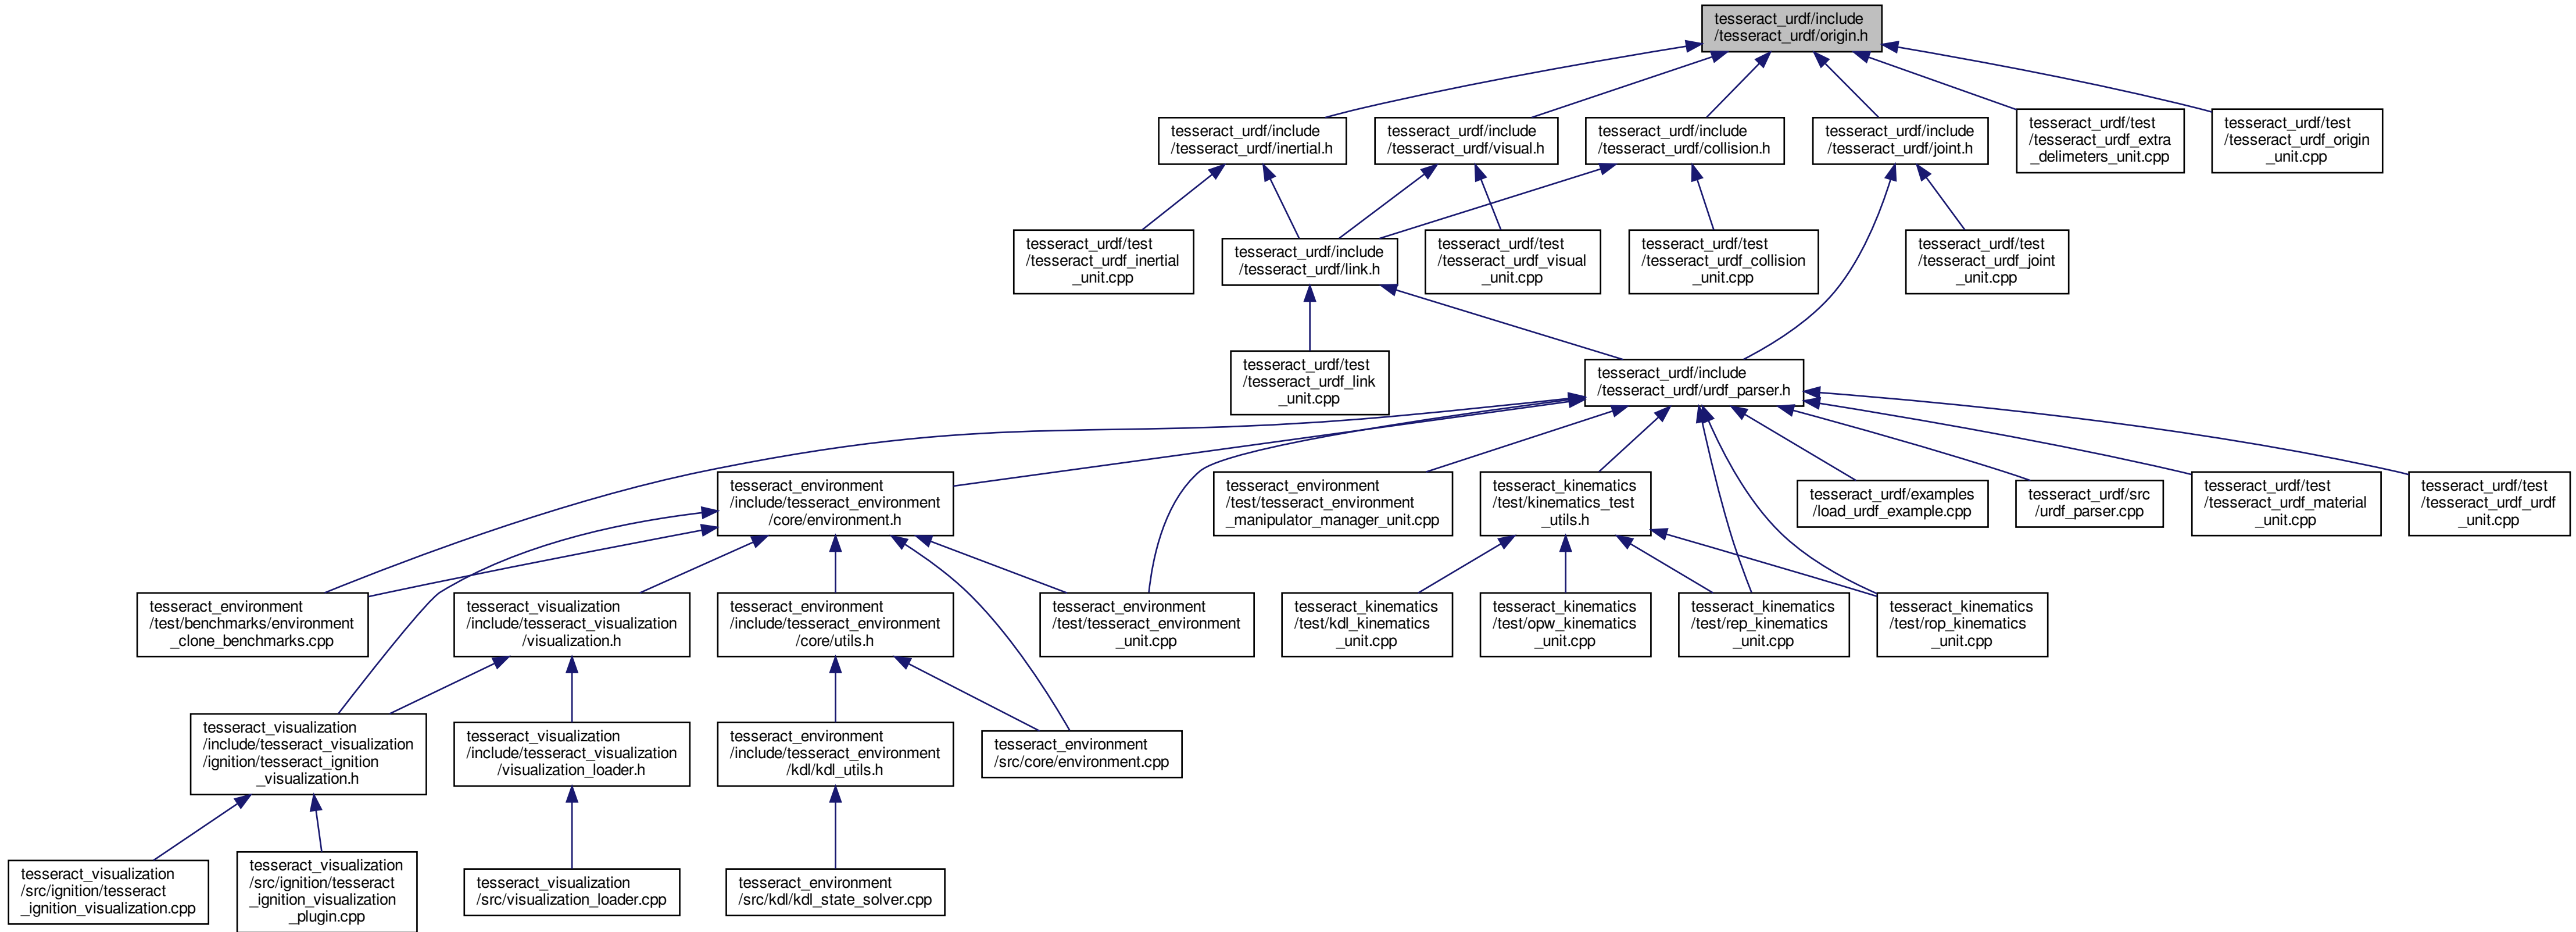 tesseract_urdf/include
/tesseract_urdf/origin.h
tesseract_urdf/include
/tesseract_urdf/inertial.h
tesseract_urdf/include
/tesseract_urdf/visual.h
tesseract_urdf/include
/tesseract_urdf/collision.h
tesseract_urdf/include
/tesseract_urdf/joint.h
tesseract_urdf/test
/tesseract_urdf_extra
_delimeters_unit.cpp
tesseract_urdf/test
/tesseract_urdf_origin
_unit.cpp
tesseract_urdf/test
/tesseract_urdf_inertial
_unit.cpp
tesseract_urdf/include
/tesseract_urdf/link.h
tesseract_urdf/test
/tesseract_urdf_visual
_unit.cpp
tesseract_urdf/test
/tesseract_urdf_collision
_unit.cpp
tesseract_urdf/test
/tesseract_urdf_joint
_unit.cpp
tesseract_urdf/test
/tesseract_urdf_link
_unit.cpp
tesseract_urdf/include
/tesseract_urdf/urdf_parser.h
tesseract_environment
/include/tesseract_environment
/core/environment.h
tesseract_environment
/test/tesseract_environment
_manipulator_manager_unit.cpp
tesseract_kinematics
/test/kinematics_test
_utils.h
tesseract_urdf/examples
/load_urdf_example.cpp
tesseract_urdf/src
/urdf_parser.cpp
tesseract_urdf/test
/tesseract_urdf_material
_unit.cpp
tesseract_urdf/test
/tesseract_urdf_urdf
_unit.cpp
tesseract_environment
/test/benchmarks/environment
_clone_benchmarks.cpp
tesseract_visualization
/include/tesseract_visualization
/visualization.h
tesseract_environment
/include/tesseract_environment
/core/utils.h
tesseract_environment
/test/tesseract_environment
_unit.cpp
tesseract_kinematics
/test/kdl_kinematics
_unit.cpp
tesseract_kinematics
/test/opw_kinematics
_unit.cpp
tesseract_kinematics
/test/rep_kinematics
_unit.cpp
tesseract_kinematics
/test/rop_kinematics
_unit.cpp
tesseract_visualization
/include/tesseract_visualization
/ignition/tesseract_ignition
_visualization.h
tesseract_visualization
/include/tesseract_visualization
/visualization_loader.h
tesseract_environment
/include/tesseract_environment
/kdl/kdl_utils.h
tesseract_environment
/src/core/environment.cpp
tesseract_visualization
/src/ignition/tesseract
_ignition_visualization.cpp
tesseract_visualization
/src/ignition/tesseract
_ignition_visualization
_plugin.cpp
tesseract_visualization
/src/visualization_loader.cpp
tesseract_environment
/src/kdl/kdl_state_solver.cpp